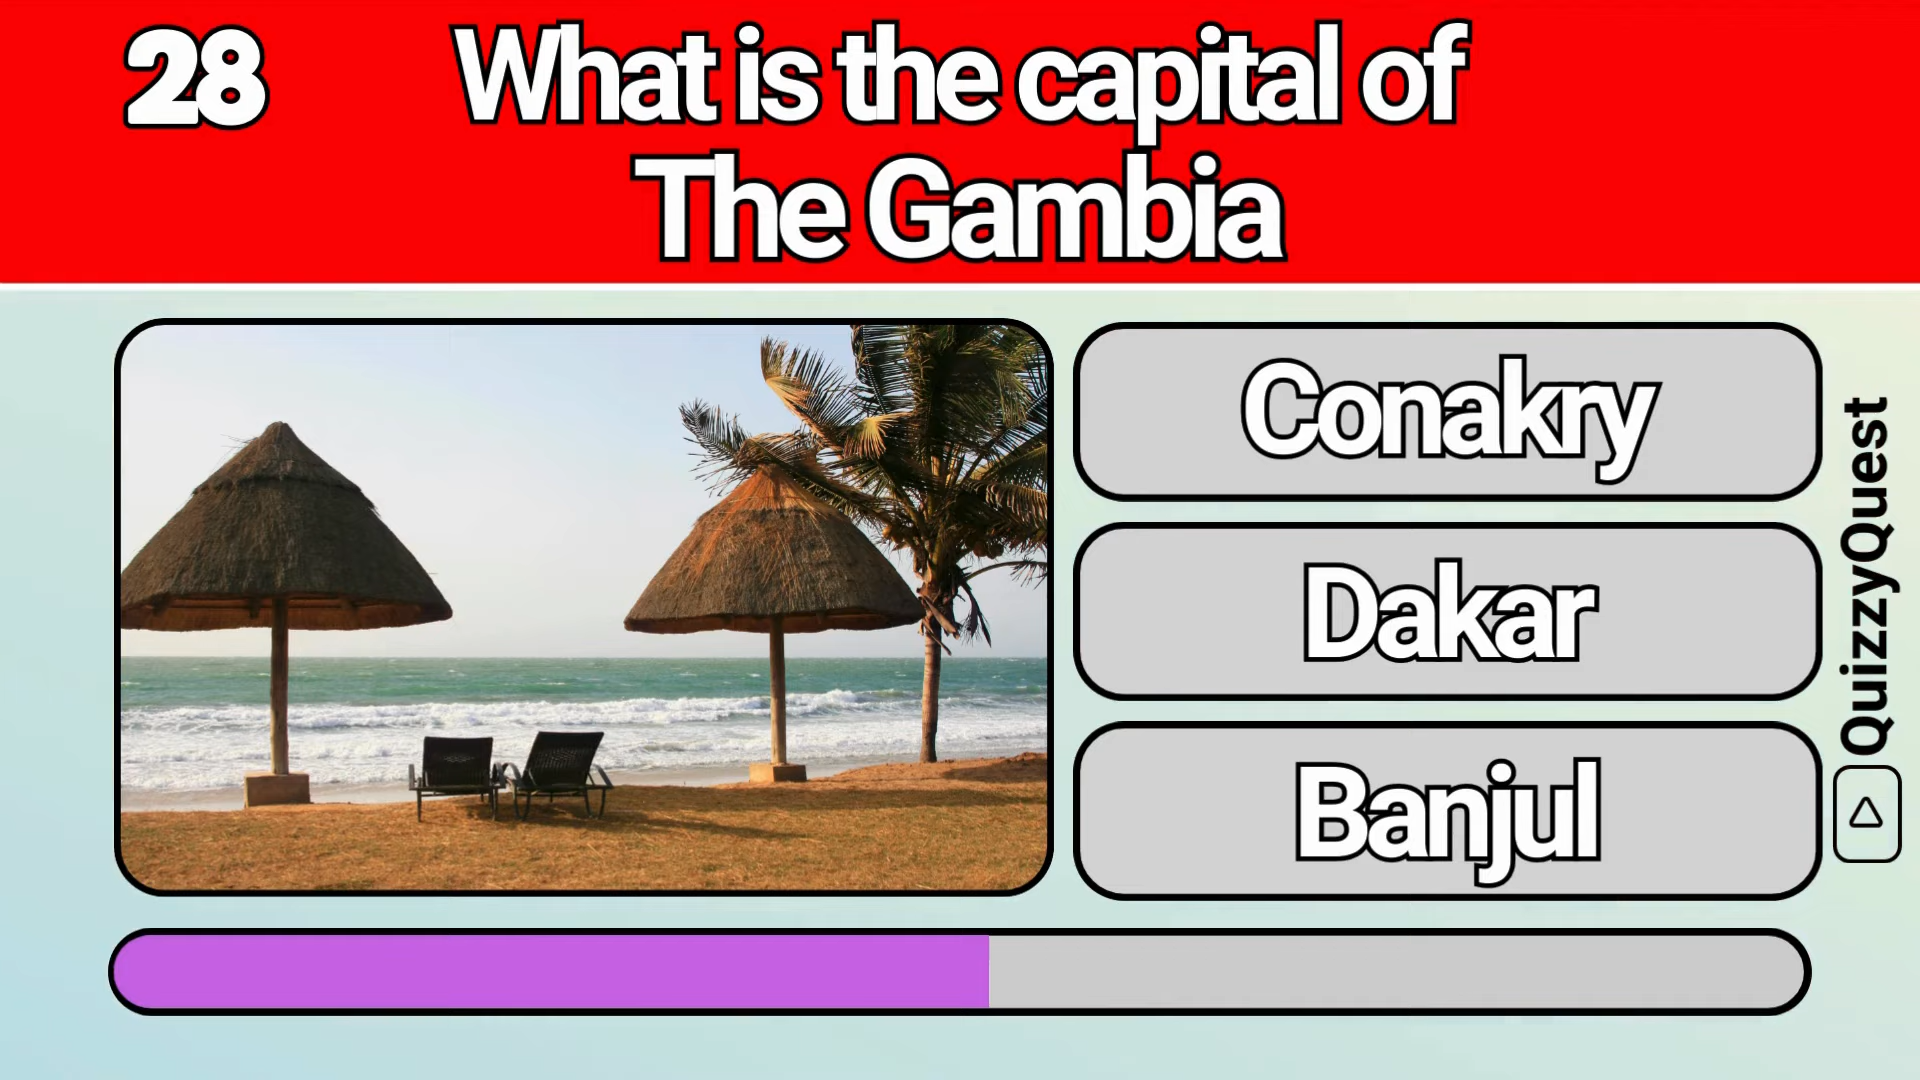 28
What is the capital of
The Gambia
Conakry
Dakar
Banjul
QuizzyQuest